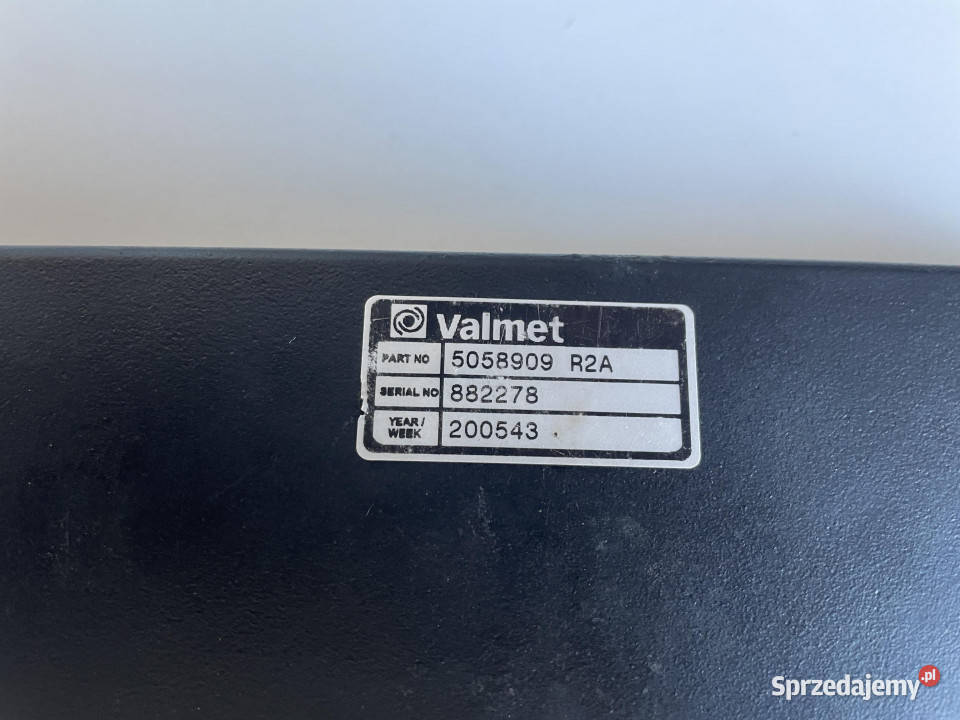 Valmet
PART NO 5058909 R2A
SERIAL NO 882278
YEAR/
WEEK 200543
Sprzedajemy.pl